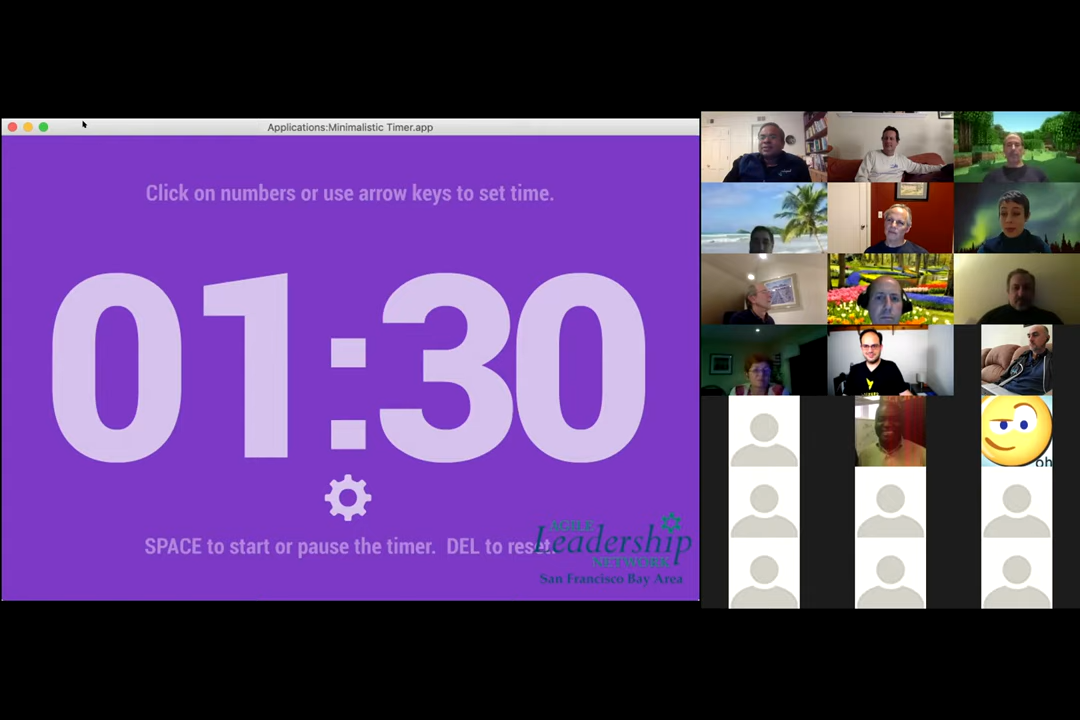 Applications:Minimalistic Timer.app
Click on numbers or use arrow keys to set time.
01:30
SPACE to start or pause the timer. DEL to reset.
AGILE
Leadership
NETWORK
San Francisco Bay Area
oh